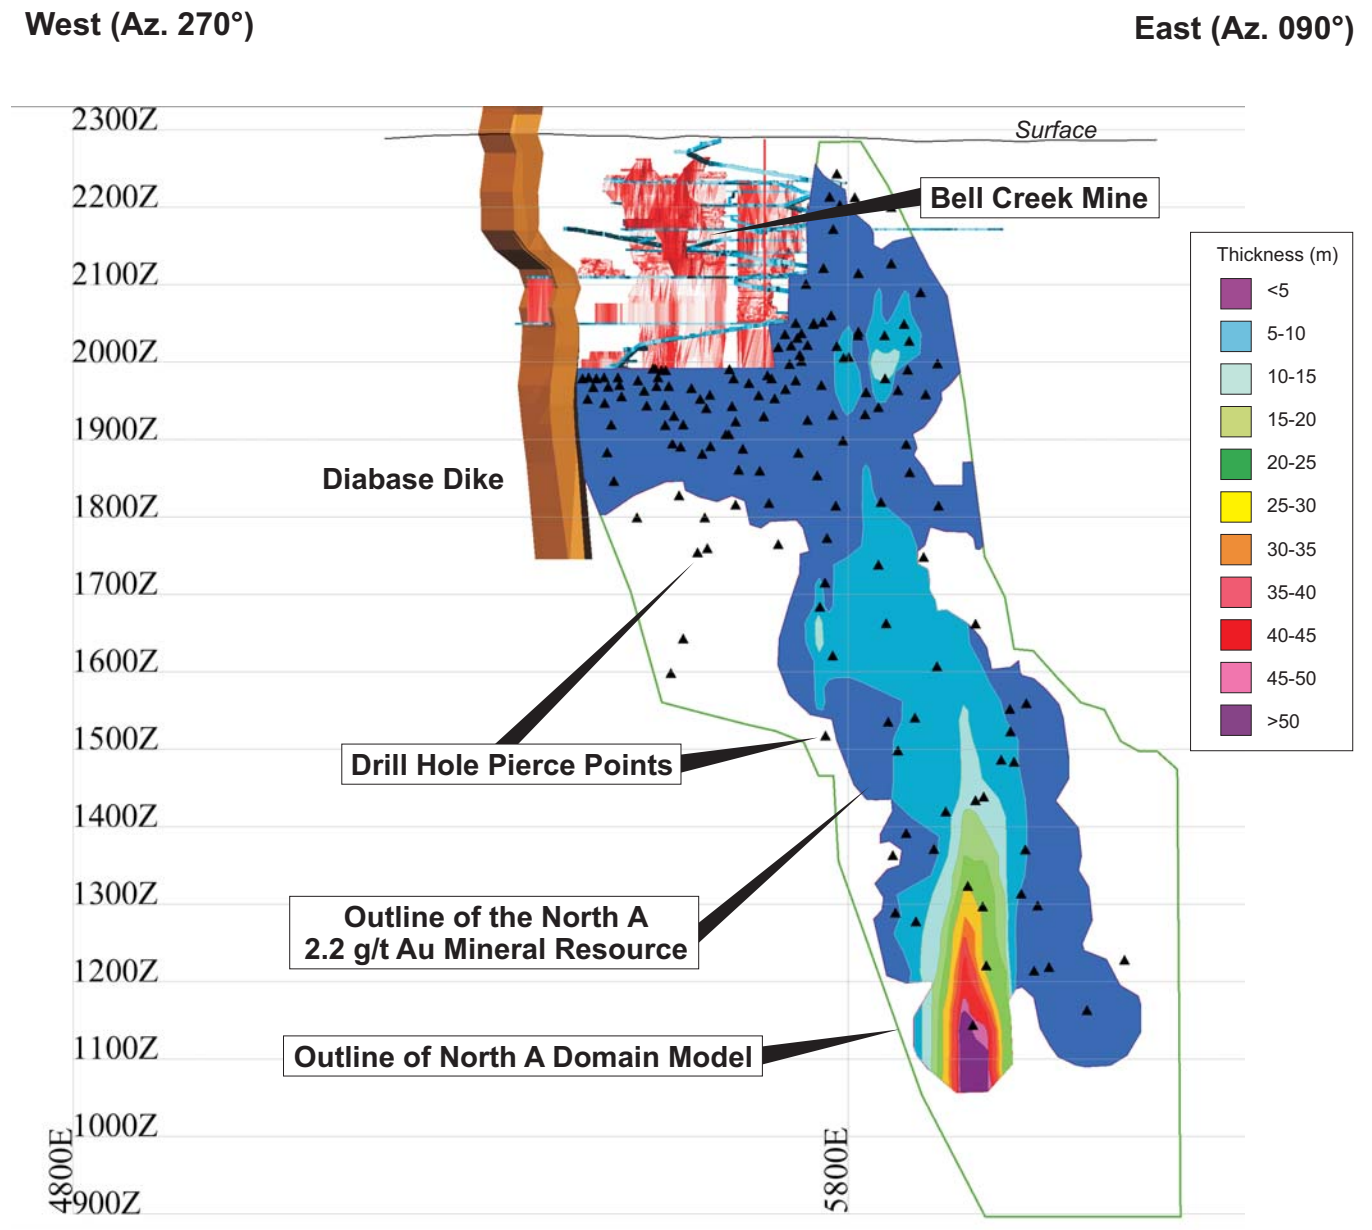 West (Az. 270°)
East (Az. 090°)
2300Z
Surface
2200Z
Bell Creek Mine
2100Z
2000Z
1900Z
Diabase Dike
1800Z
1700Z
1600Z
1500Z
Drill Hole Pierce Points
1400Z
1300Z
Outline of the North A
2.2 g/t Au Mineral Resource
1200Z
1100Z
Outline of North A Domain Model
1000Z
900Z
4800E
5800E
Thickness (m)
<5
5-10
10-15
15-20
20-25
25-30
30-35
35-40
40-45
45-50
>50